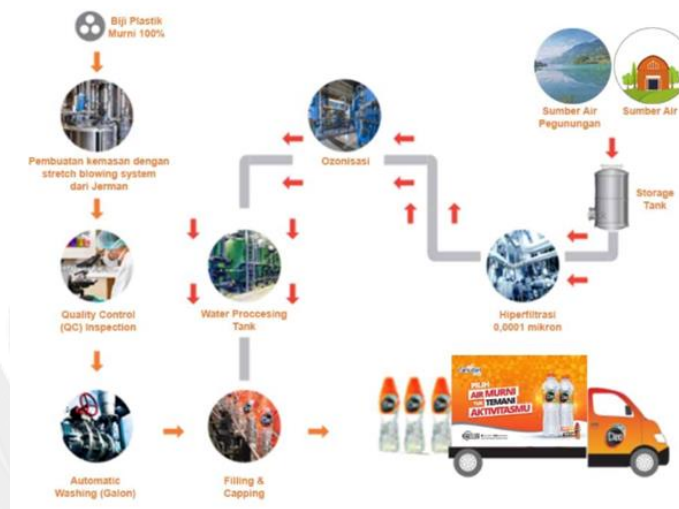 Biji Plastik
Murni 100%
Pembuatan kemasan dengan
stretch blowing system
dari Jerman
Quality Control
(QC) Inspection
Automatic
Washing (Galon)
Filling &
Capping
Water Proccesing
Tank
Ozonisasi
Hiperfiltrasi
0,0001 mikron
Storage
Tank
Sumber Air
Pegunungan
Sumber Air
PILIH
AIR MURNI
TEMANI
AKTIVITASMU
Cleo